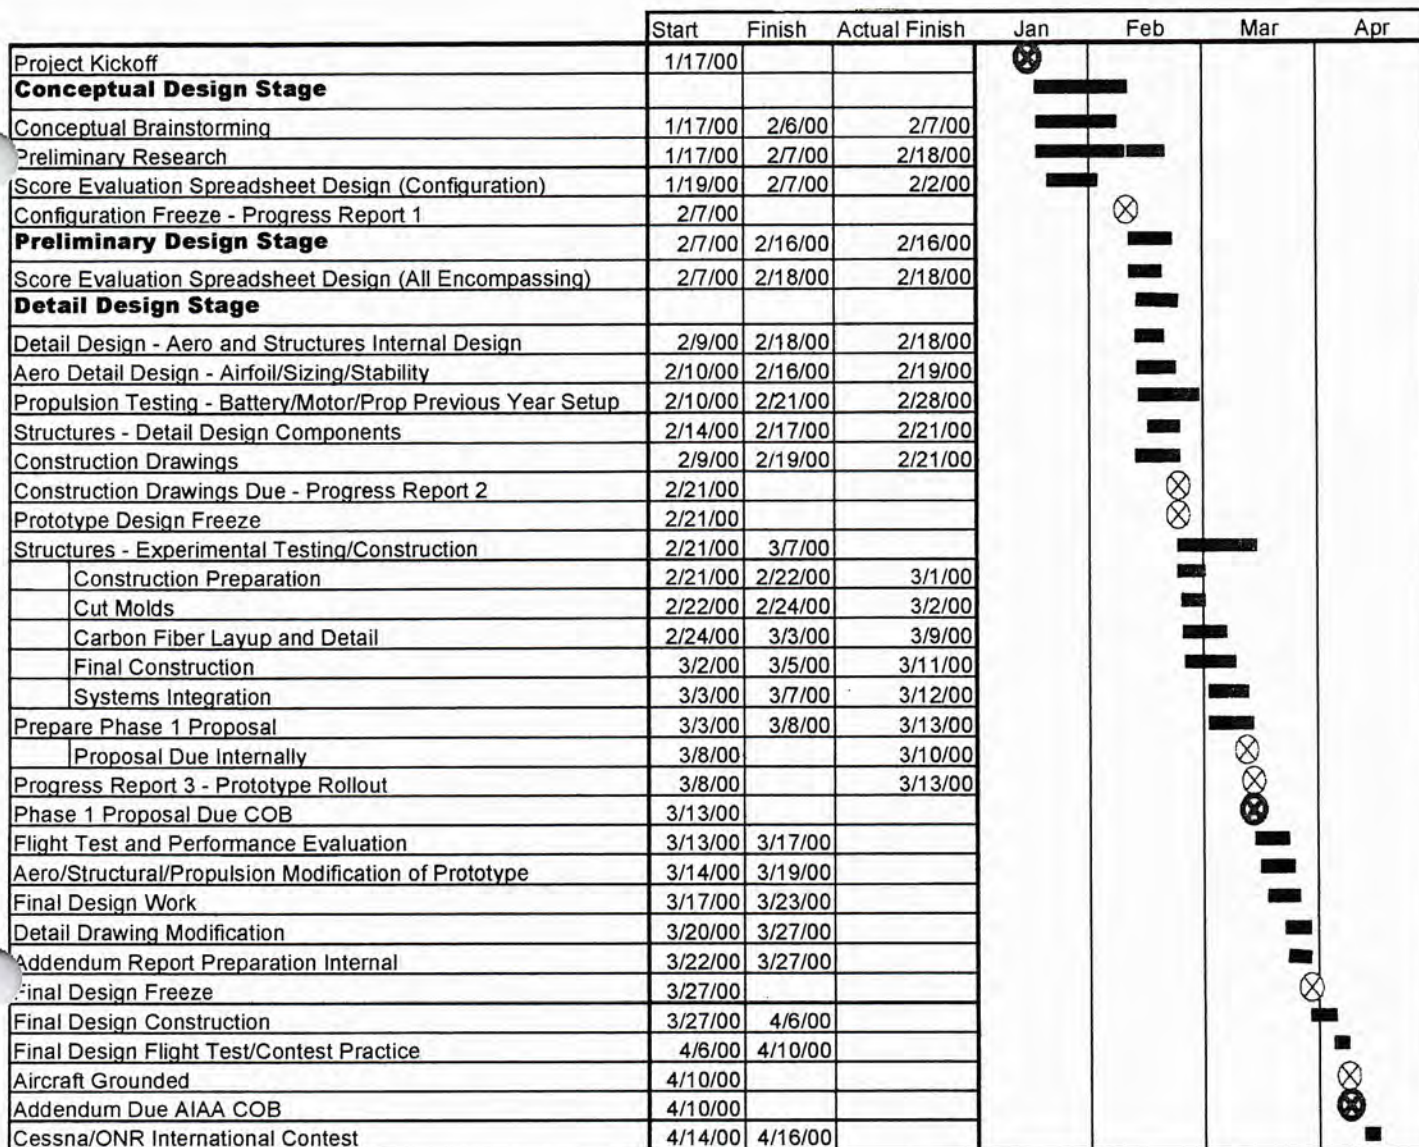 Start Finish Actual Finish Jan Feb Mar Apr
Project Kickoff 1/17/00
Conceptual Design Stage
Conceptual Brainstorming 1/17/00 2/6/00 2/7/00
Preliminary Research 1/17/00 2/7/00 2/18/00
Score Evaluation Spreadsheet Design (Configuration) 1/19/00 2/7/00 2/2/00
Configuration Freeze - Progress Report 1 2/7/00
Preliminary Design Stage 2/7/00 2/16/00 2/16/00
Score Evaluation Spreadsheet Design (All Encompassing) 2/7/00 2/18/00 2/18/00
Detail Design Stage
Detail Design - Aero and Structures Internal Design 2/9/00 2/18/00 2/18/00
Aero Detail Design - Airfoil/Sizing/Stability 2/10/00 2/16/00 2/19/00
Propulsion Testing - Battery/Motor/Prop Previous Year Setup 2/10/00 2/21/00 2/28/00
Structures - Detail Design Components 2/14/00 2/17/00 2/21/00
Construction Drawings 2/9/00 2/19/00 2/21/00
Construction Drawings Due - Progress Report 2 2/21/00
Prototype Design Freeze 2/21/00
Structures - Experimental Testing/Construction 2/21/00 3/7/00
Construction Preparation 2/21/00 2/22/00 3/1/00
Cut Molds 2/22/00 2/24/00 3/2/00
Carbon Fiber Layup and Detail 2/24/00 3/3/00 3/9/00
Final Construction 3/2/00 3/5/00 3/11/00
Systems Integration 3/3/00 3/7/00 3/12/00
Prepare Phase 1 Proposal 3/3/00 3/8/00 3/13/00
Proposal Due Internally 3/8/00 3/10/00
Progress Report 3 - Prototype Rollout 3/8/00 3/13/00
Phase 1 Proposal Due COB 3/13/00
Flight Test and Performance Evaluation 3/13/00 3/17/00
Aero/Structural/Propulsion Modification of Prototype 3/14/00 3/19/00
Final Design Work 3/17/00 3/23/00
Detail Drawing Modification 3/20/00 3/27/00
Addendum Report Preparation Internal 3/22/00 3/27/00
Final Design Freeze 3/27/00
Final Design Construction 3/27/00 4/6/00
Final Design Flight Test/Contest Practice 4/6/00 4/10/00
Aircraft Grounded 4/10/00
Addendum Due AIAA COB 4/10/00
Cessna/ONR International Contest 4/14/00 4/16/00